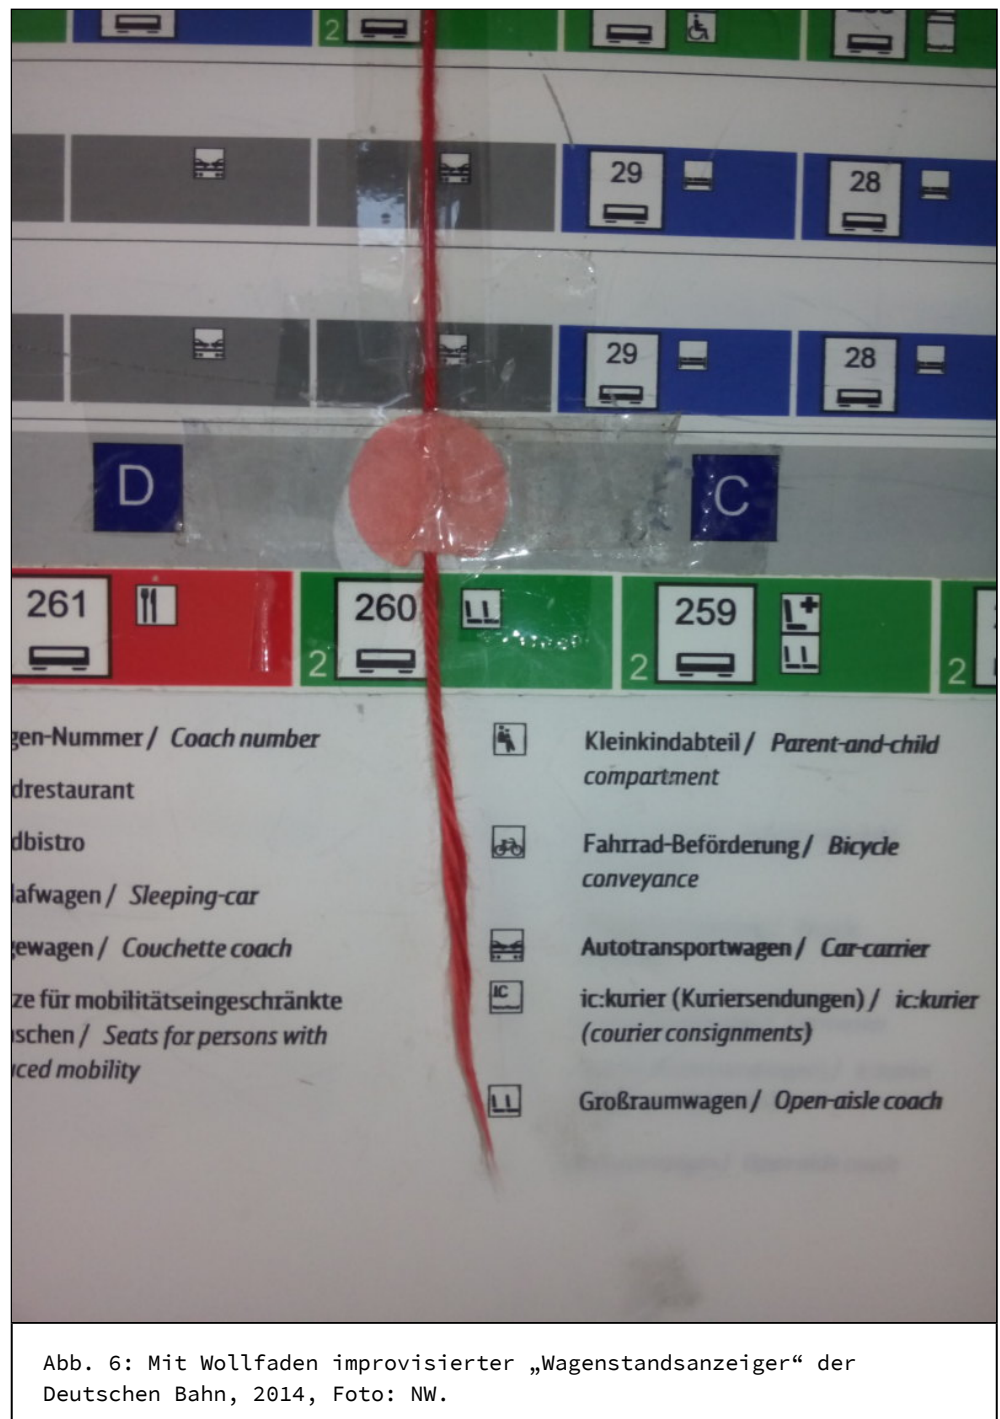 2
29
28
29
28
D
C
261
2
260
2
259
2
gen-Nummer / Coach number
drestaurant
dbistro
lafwagen / Sleeping-car
gewagen / Couchette coach
ze für mobilitätseingeschränkte
schen / Seats for persons with
ced mobility
Kleinkindabteil / Parent-and-child
compartment
Fahrrad-Beförderung / Bicycle
conveyance
Autotransportwagen / Car-carrier
IC
ic:kurier (Kuriersendungen) / ic:kurier
(courier consignments)
Großraumwagen / Open-aisle coach
Abb. 6: Mit Wollfaden improvisierter „Wagenstandsanzeiger“ der
Deutschen Bahn, 2014, Foto: NW.